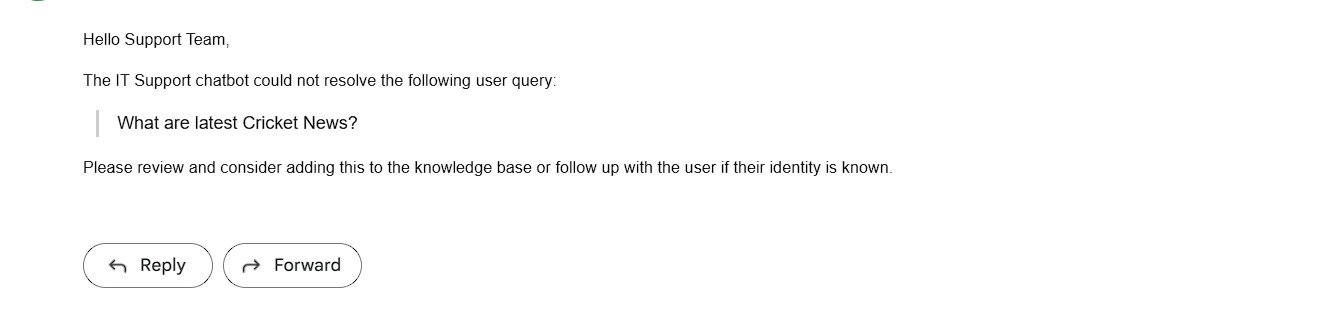 Hello Support Team,
The IT Support chatbot could not resolve the following user query:
What are latest Cricket News?
Please review and consider adding this to the knowledge base or follow up with the user if their identity is known.
Reply
Forward